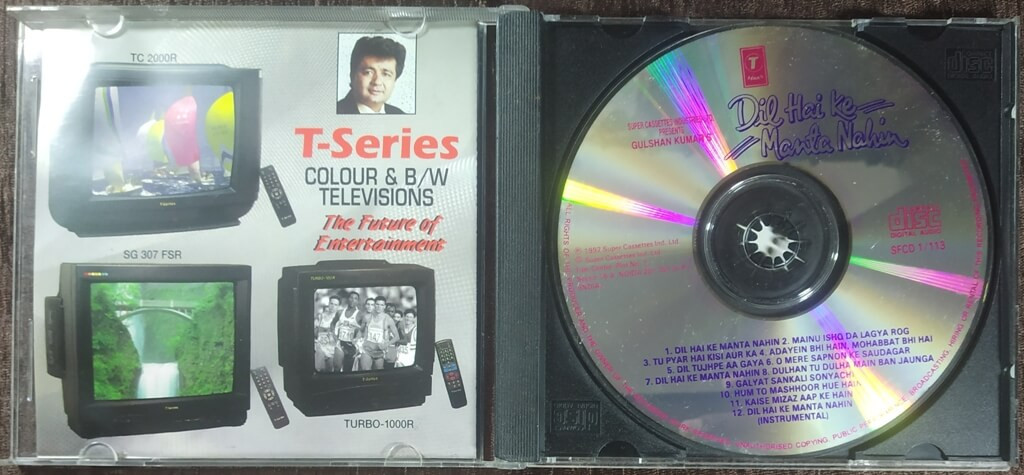 TC 2000R
T-Series
COLOUR & B/W
TELEVISIONS
The Future of
Entertainment
SG 307 FSR
TURBO-1000R
T
Dil Hai ke
Manta Nahin
SUPER CASSETTES
PRESENTS
GULSHAN KUMAR'S
disc
DIGITAL AUDIO
SFCD 1/113
1. DIL HAI KE MANTA NAHIN 2. MAINU ISHQ DA LAGYA ROG
3. TU PYAR HAI KISI AUR KA 4. ADAYEIN BHI HAIN, MOHABBAT BHI HAI
5. DIL TUJHPE AA GAYA 6. O MERE SAPNON KE SAUDAGAR
7. DIL HAI KE MANTA NAHIN 8. DULHAN TU DULHA MAIN BAN JAUNGA
9. GALYAT SANKALI SONYACHI
10. HUM TO MASHHOOR HUE HAIN
11. KAISE MIZAZ AAP KE HAIN
12. DIL HAI KE MANTA NAHIN
(INSTRUMENTAL)